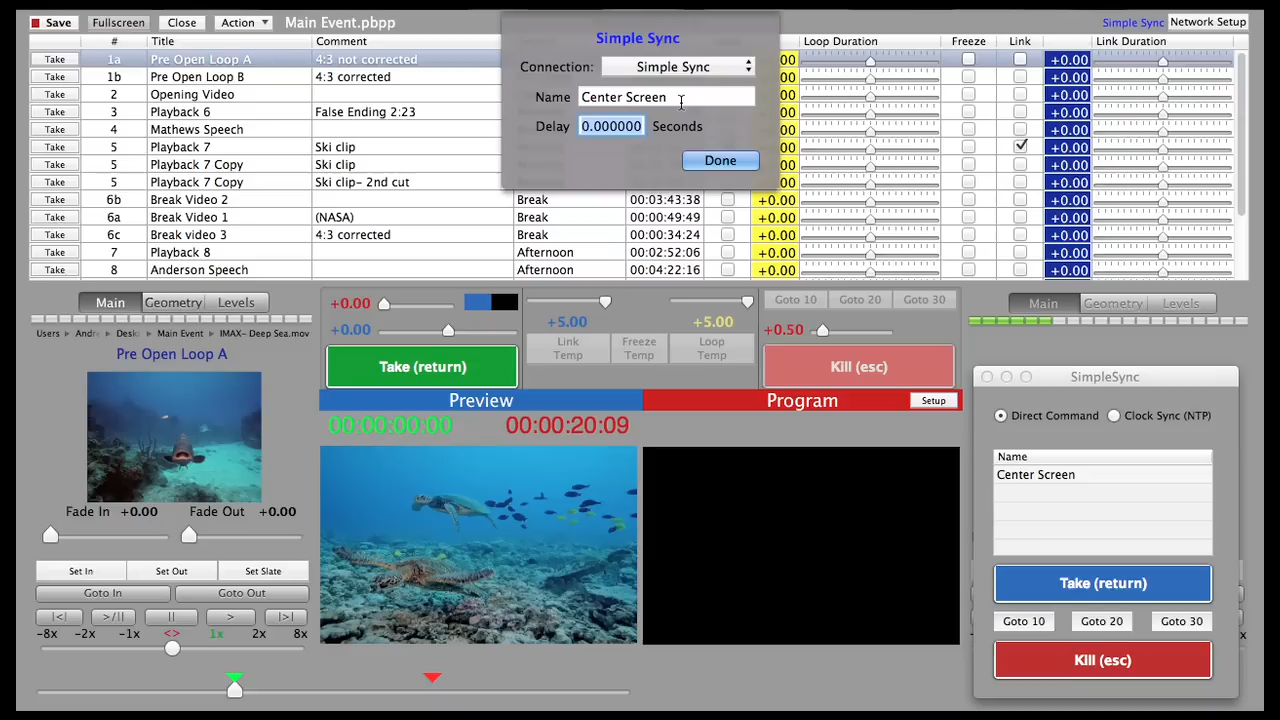 Save Fullscreen Close Action Main Event.pbpp Simple Sync Network Setup
# Title Comment Loop Duration Freeze Link Link Duration
Take 1a Pre Open Loop A 4:3 not corrected +0.00
Take 1b Pre Open Loop B 4:3 corrected +0.00
Take 2 Opening Video +0.00
Take 3 Playback 6 False Ending 2:23 +0.00
Take 4 Mathews Speech +0.00
Take 5 Playback 7 Ski clip +0.00
Take 5 Playback 7 Copy Ski clip +0.00
Take 5 Playback 7 Copy Ski clip- 2nd cut +0.00
Take 6b Break Video 2 Break 00:03:43:38 +0.00 +0.00
Take 6a Break Video 1 (NASA) Break 00:00:49:49 +0.00 +0.00
Take 6c Break video 3 4:3 corrected Break 00:00:34:24 +0.00 +0.00
Take 7 Playback 8 Afternoon 00:02:52:06 +0.00 +0.00
Take 8 Anderson Speech Afternoon 00:04:22:16 +0.00 +0.00
Simple Sync
Connection: Simple Sync
Name Center Screen
Delay 0.000000 Seconds
Done
Main Geometry Levels
Users Andre Desk Main Event IMAX- Deep Sea.mov
Pre Open Loop A
Fade In +0.00 Fade Out +0.00
Set In Set Out Set Slate
Goto In Goto Out
|<| >/|| || > |>|
-8x -2x -1x <> 1x 2x 8x
+0.00
+0.00
Take (return)
+5.00 +5.00
Link Temp Freeze Temp Loop Temp
Goto 10 Goto 20 Goto 30
+0.50
Kill (esc)
Preview Program Setup
00:00:00:00 00:00:20:09
Main Geometry Levels
SimpleSync
Direct Command Clock Sync (NTP)
Name
Center Screen
Take (return)
Goto 10 Goto 20 Goto 30
Kill (esc)
x